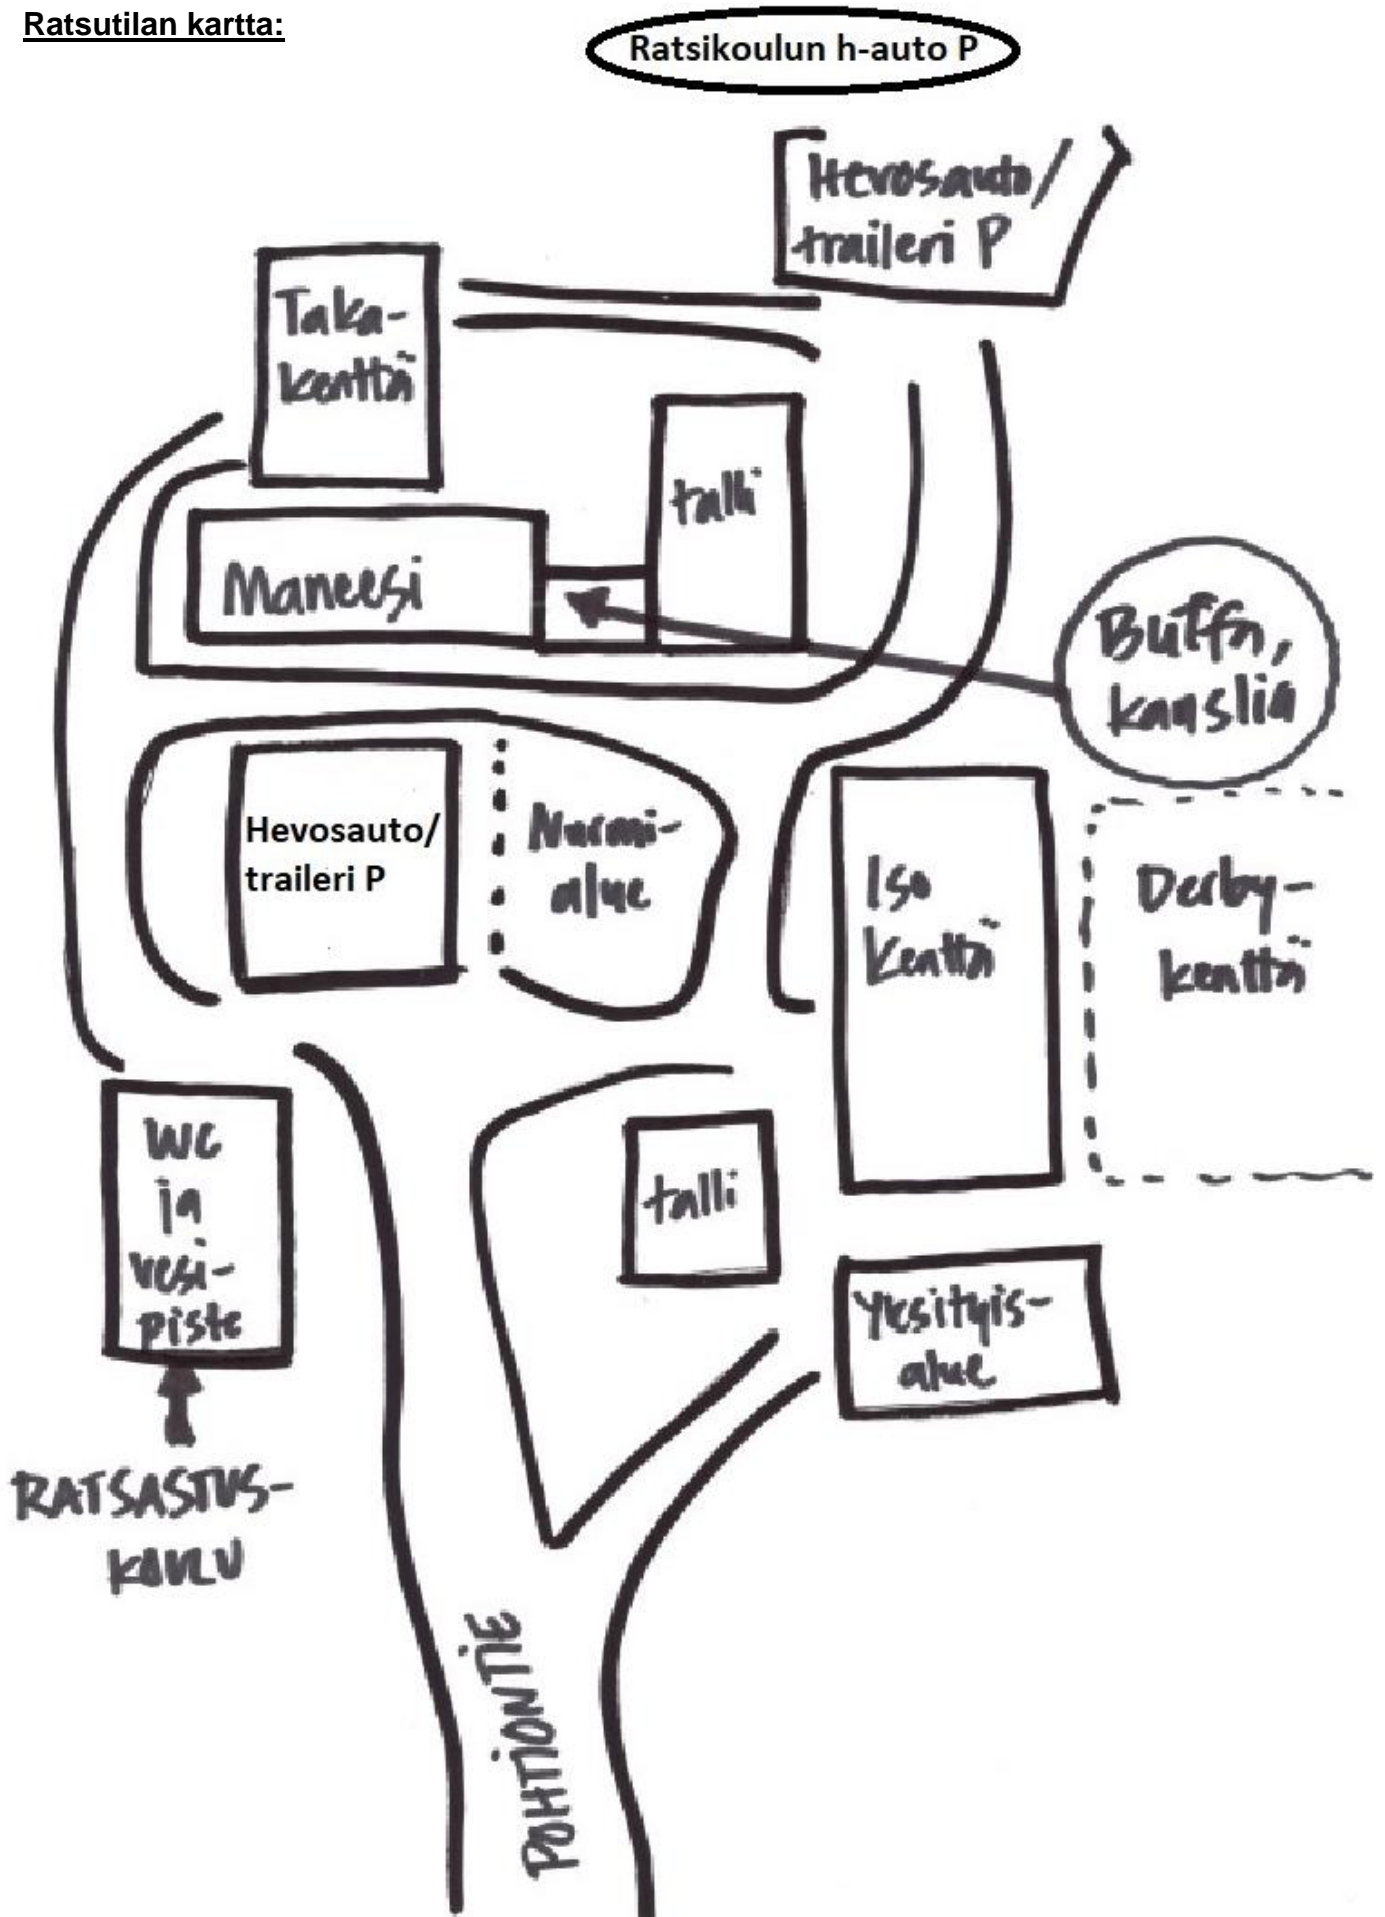 Ratsutilan kartta:
Ratsikoulun h-auto P
Hevosauto/
traileri P
Taka-
kenttä
talli
Maneesi
Buffa,
kanslia
Hevosauto/
traileri P
Nurmi-
alue
Iso
kenttä
Derby-
kenttä
WC
ja
vesi-
piste
talli
Yksityis-
alue
RATSASTUS-
KOULU
POHTIONTIE